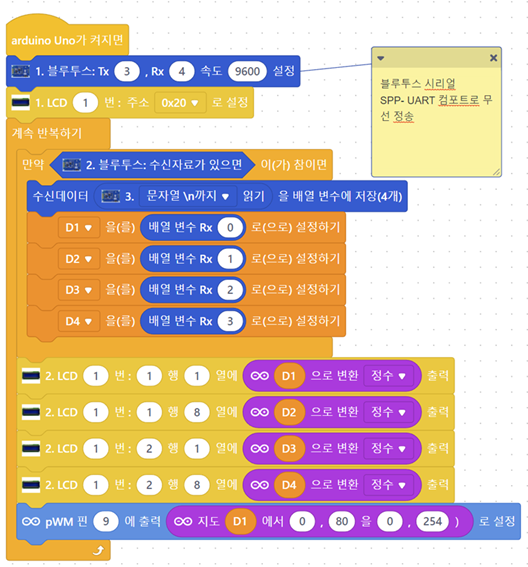 arduino Uno가 켜지면
1. 블루투스: Tx 3 , Rx 4 속도 9600 설정
1. LCD 1 번 : 주소 0x20 로 설정
계속 반복하기
만약 2. 블루투스: 수신자료가 있으면 이(가) 참이면
수신데이터 3. 문자열 \n까지 읽기 을 배열 변수에 저장(4개)
D1 을(를) 배열 변수 Rx 0 로(으로) 설정하기
D2 을(를) 배열 변수 Rx 1 로(으로) 설정하기
D3 을(를) 배열 변수 Rx 2 로(으로) 설정하기
D4 을(를) 배열 변수 Rx 3 로(으로) 설정하기
2. LCD 1 번 : 1 행 1 열에 D1 으로 변환 정수 출력
2. LCD 1 번 : 1 행 8 열에 D2 으로 변환 정수 출력
2. LCD 1 번 : 2 행 1 열에 D3 으로 변환 정수 출력
2. LCD 1 번 : 2 행 8 열에 D4 으로 변환 정수 출력
pWM 핀 9 에 출력 지도 D1 에서 0 , 80 을 0 , 254 ) 로 설정
블루투스 시리얼
SPP- UART 컴포트로 무
선 정송